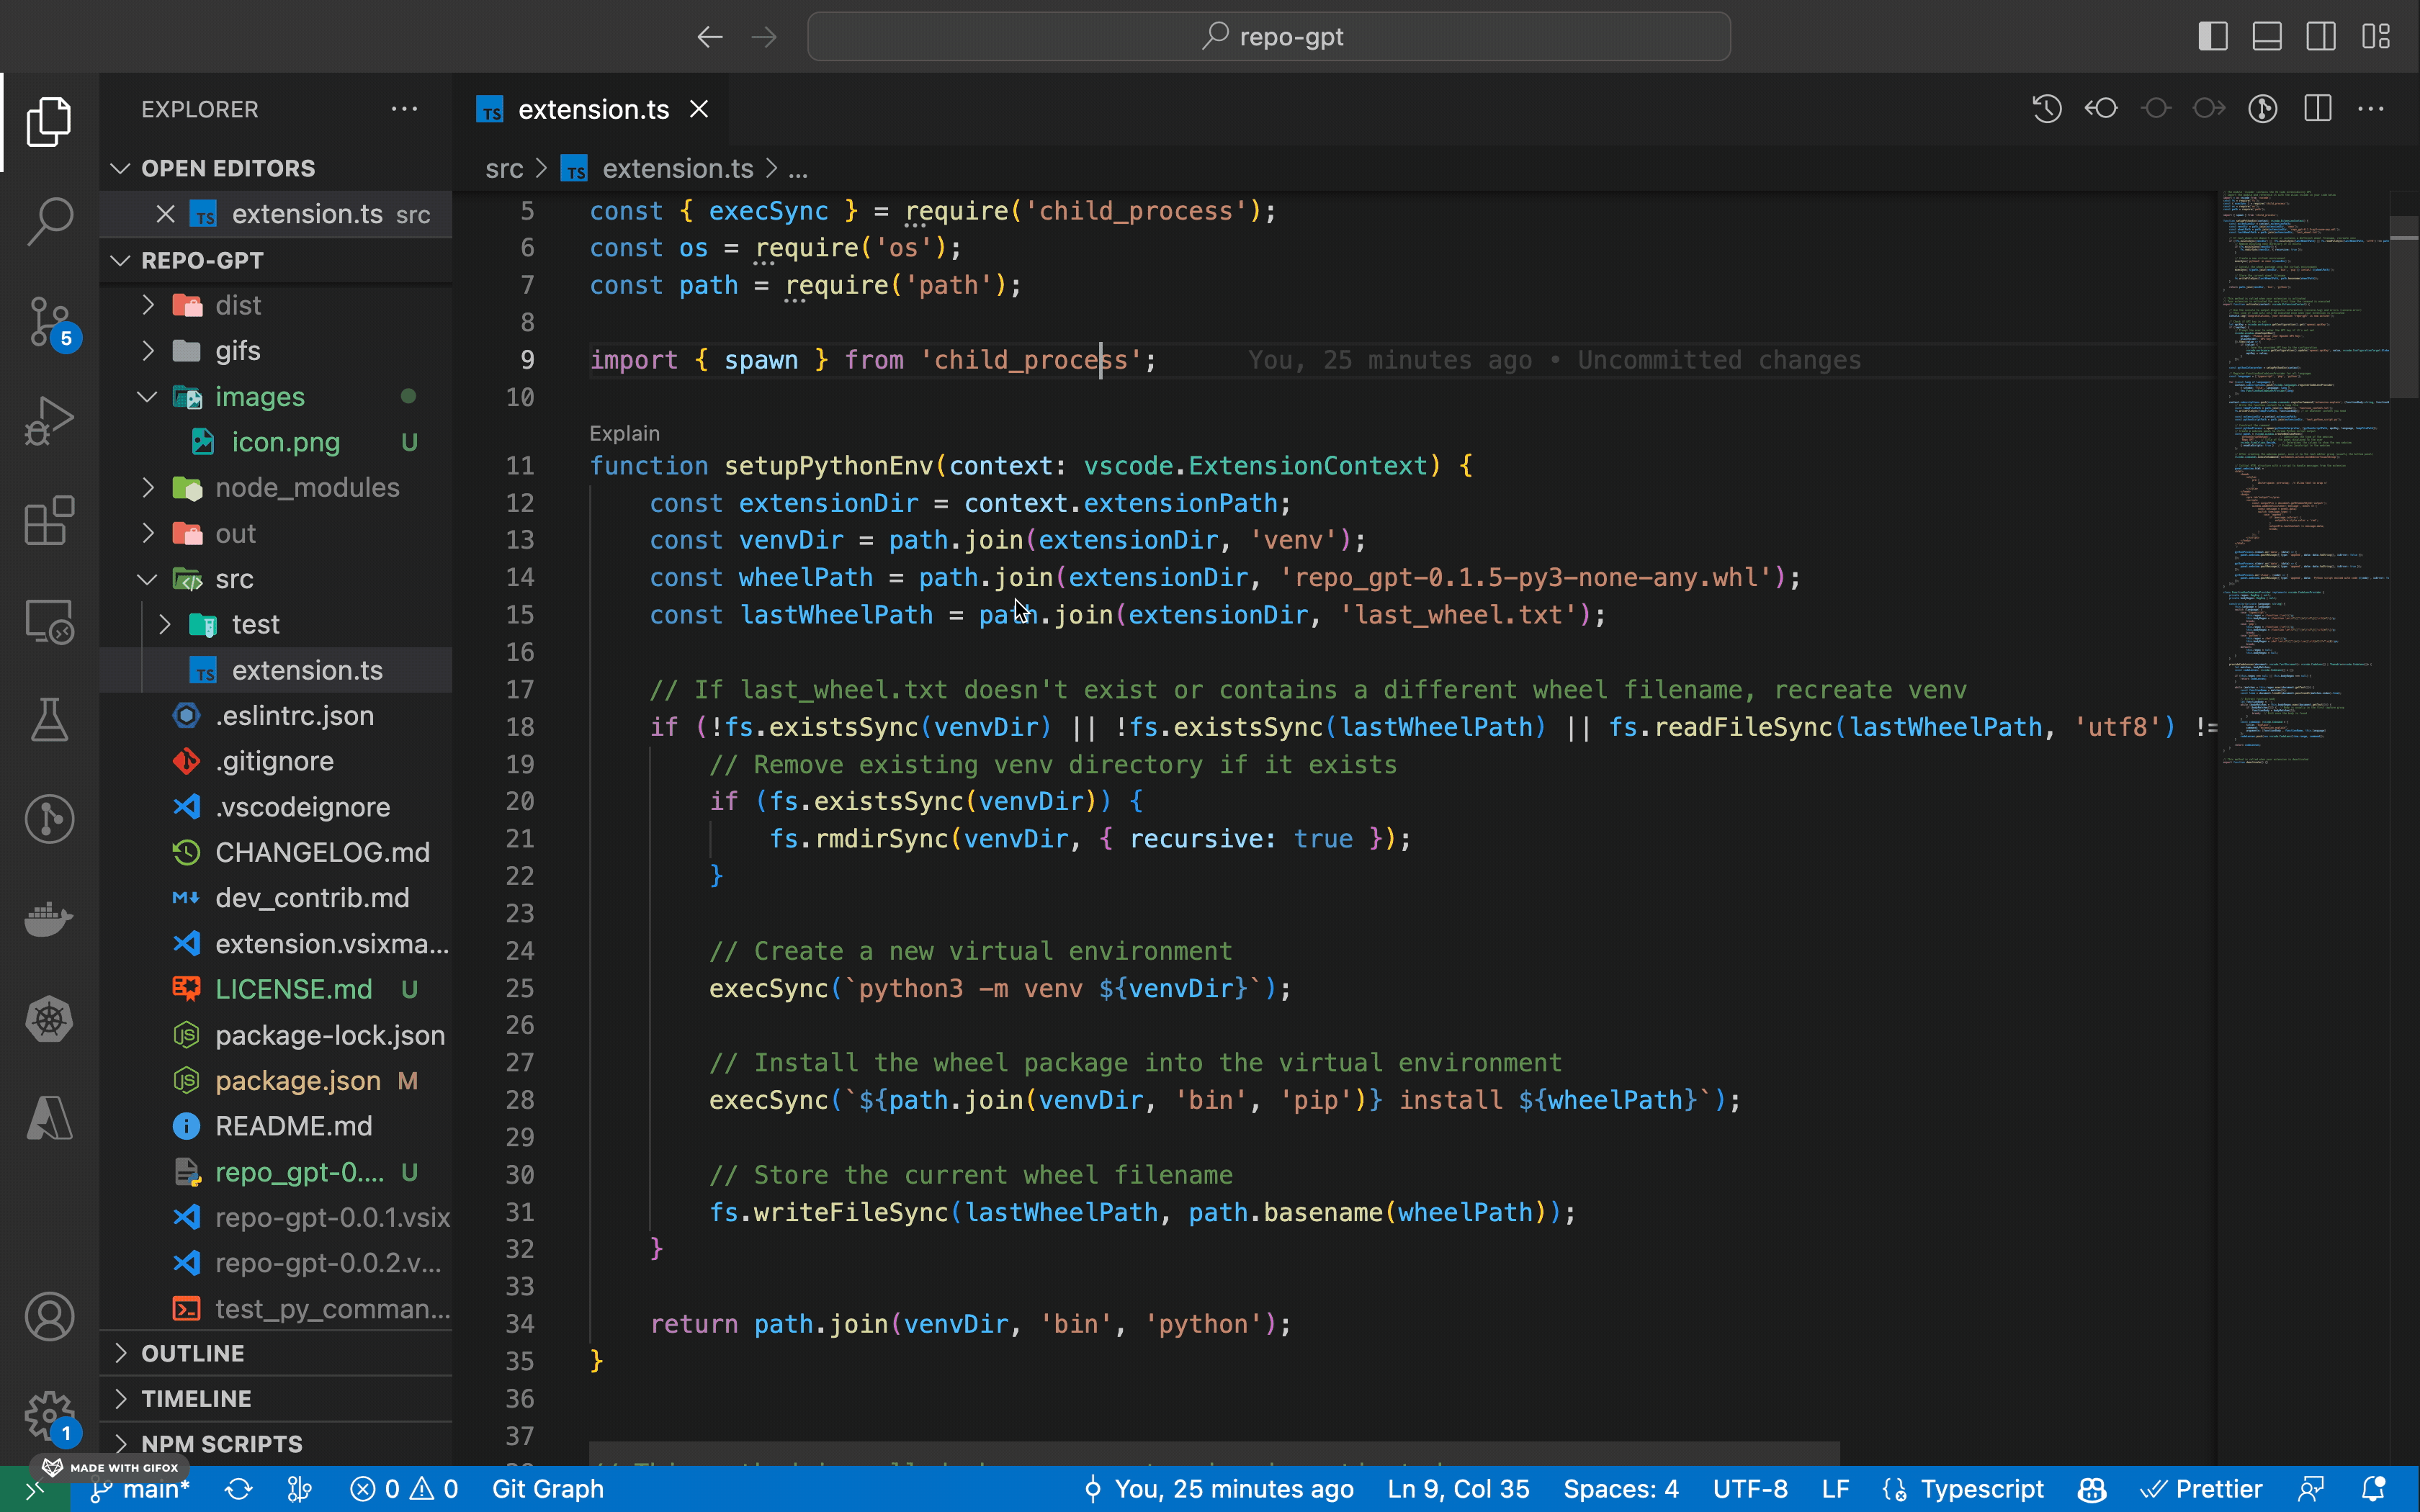 repo-gpt
EXPLORER
extension.ts
OPEN EDITORS
extension.ts src
REPO-GPT
dist
gifs
images
icon.png U
node_modules
out
src
test
extension.ts
.eslintrc.json
.gitignore
.vscodeignore
CHANGELOG.md
dev_contrib.md
extension.vsixma...
LICENSE.md U
package-lock.json
package.json M
README.md
repo_gpt-0.... U
repo-gpt-0.0.1.vsix
repo-gpt-0.0.2.v...
test_py_comman...
OUTLINE
TIMELINE
NPM SCRIPTS
5
1
MADE WITH GIFOX
src > TS extension.ts > ...
5 const { execSync } = require('child_process');
6 const os = require('os');
7 const path = require('path');
8
9 import { spawn } from 'child_process'; You, 25 minutes ago • Uncommitted changes
10
Explain
11 function setupPythonEnv(context: vscode.ExtensionContext) {
12 const extensionDir = context.extensionPath;
13 const venvDir = path.join(extensionDir, 'venv');
14 const wheelPath = path.join(extensionDir, 'repo_gpt-0.1.5-py3-none-any.whl');
15 const lastWheelPath = path.join(extensionDir, 'last_wheel.txt');
16
17 // If last_wheel.txt doesn't exist or contains a different wheel filename, recreate venv
18 if (!fs.existsSync(venvDir) || !fs.existsSync(lastWheelPath) || fs.readFileSync(lastWheelPath, 'utf8') !=
19 // Remove existing venv directory if it exists
20 if (fs.existsSync(venvDir)) {
21 fs.rmdirSync(venvDir, { recursive: true });
22 }
23
24 // Create a new virtual environment
25 execSync(`python3 -m venv ${venvDir}`);
26
27 // Install the wheel package into the virtual environment
28 execSync(`${path.join(venvDir, 'bin', 'pip')} install ${wheelPath}`);
29
30 // Store the current wheel filename
31 fs.writeFileSync(lastWheelPath, path.basename(wheelPath));
32 }
33
34 return path.join(venvDir, 'bin', 'python');
35 }
36
37
main* 0 0 Git Graph You, 25 minutes ago Ln 9, Col 35 Spaces: 4 UTF-8 LF Typescript Prettier